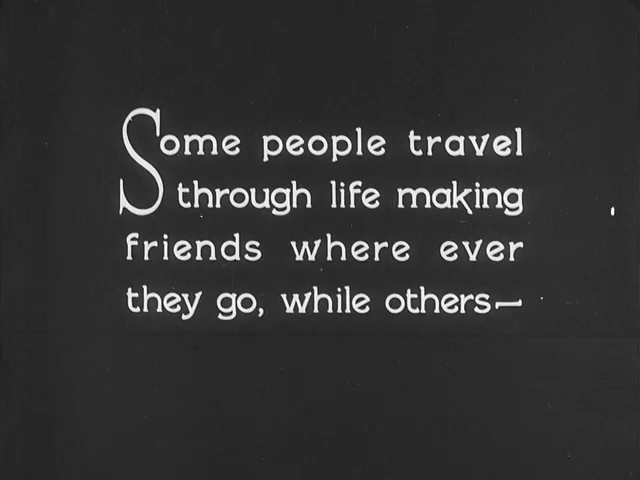 Some people travel
through life making
friends where ever
they go, while others—